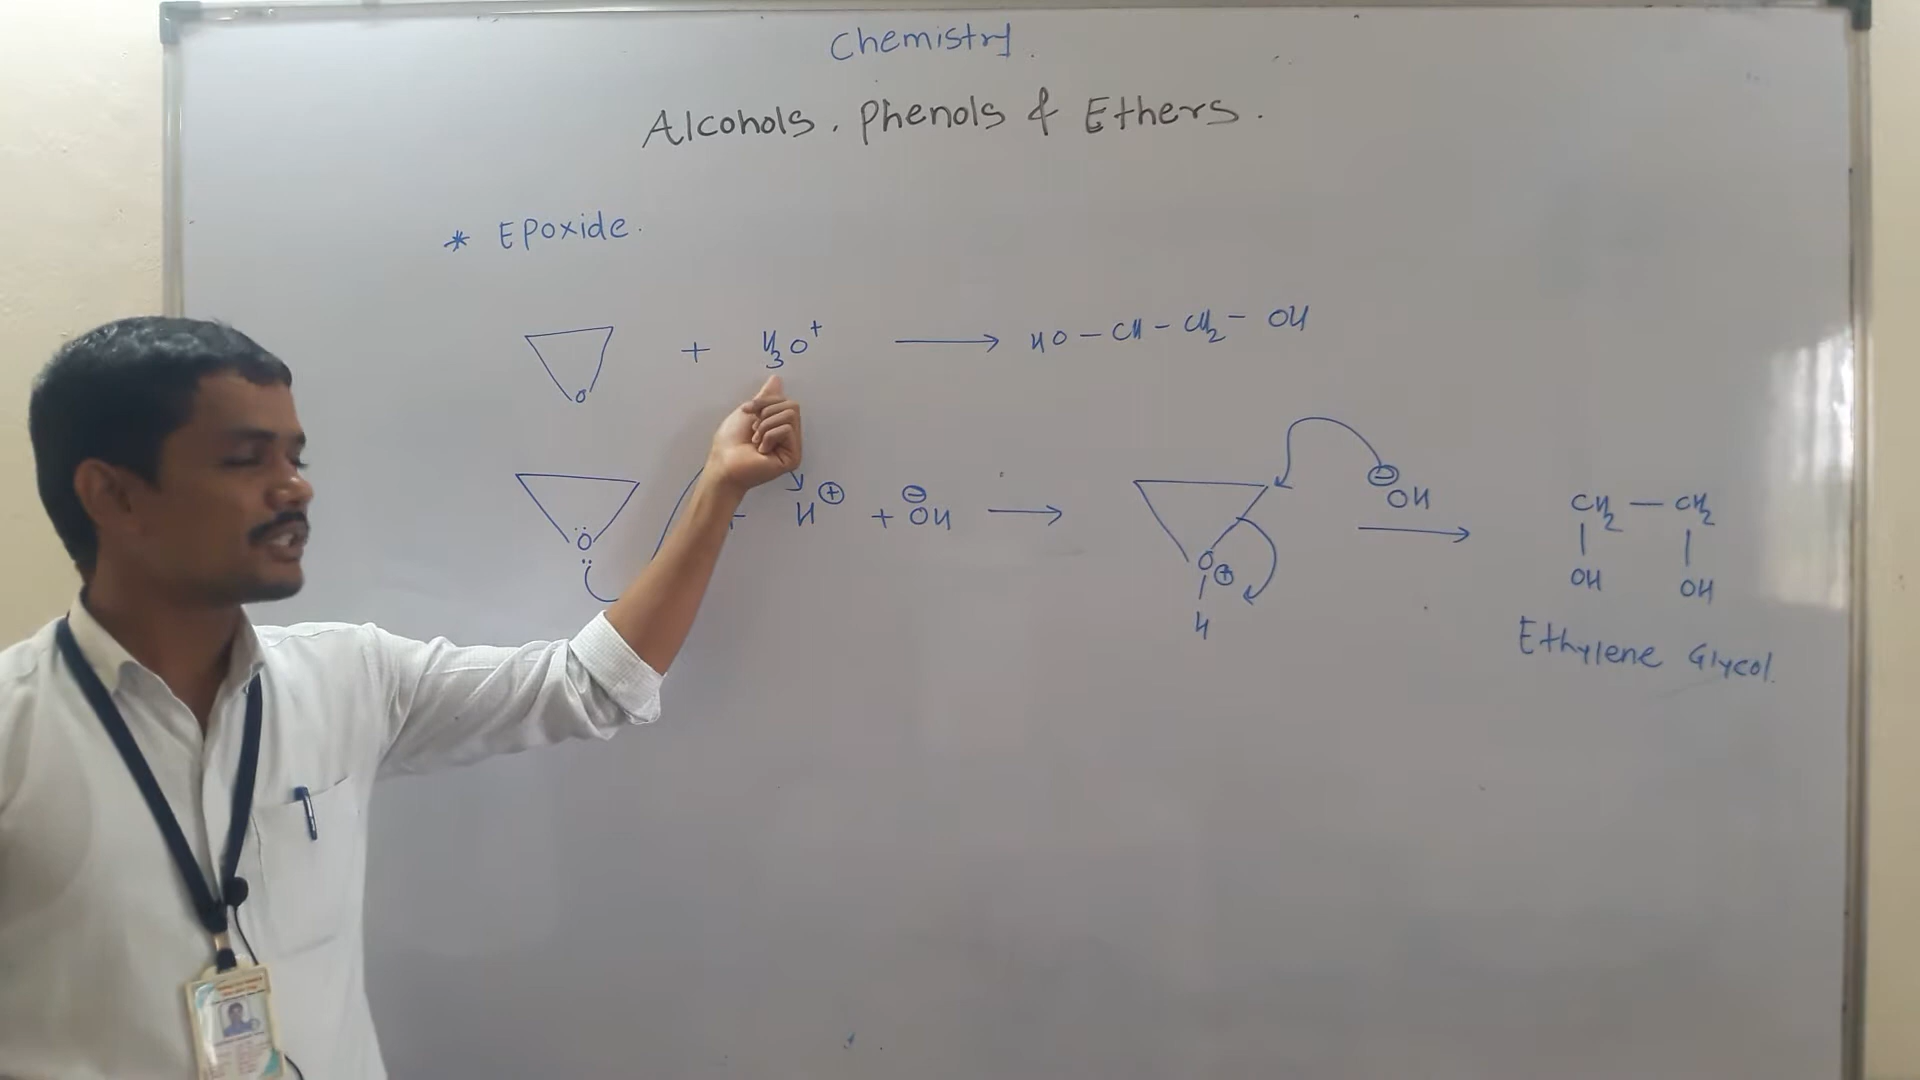 Chemistry.
Alcohols, Phenols & Ethers.
* Epoxide.
O + H3O+ → HO - CH - CH2 - OH
Ö: + H⊕ + ⊖OH → O⊕ H ⊖OH → CH2 - CH2
OH OH
Ethylene Glycol.